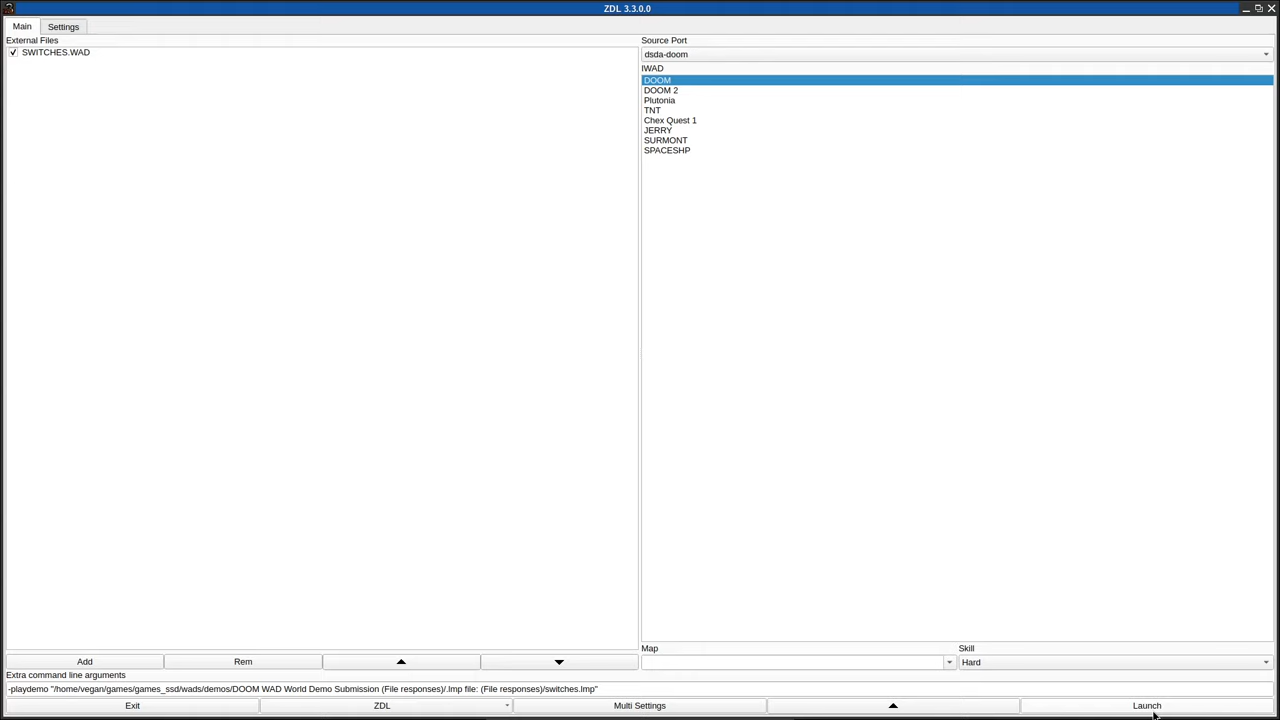 ZDL 3.3.0.0
Main
Settings
External Files
SWITCHES.WAD
Source Port
dsda-doom
IWAD
DOOM
DOOM 2
Plutonia
TNT
Chex Quest 1
JERRY
SURMONT
SPACESHP
Map
Skill
Hard
Add
Rem
Extra command line arguments
-playdemo "/home/vegan/games/games_ssd/wads/demos/DOOM WAD World Demo Submission (File responses)/.lmp file: (File responses)/switches.lmp"
Exit
ZDL
Multi Settings
Launch